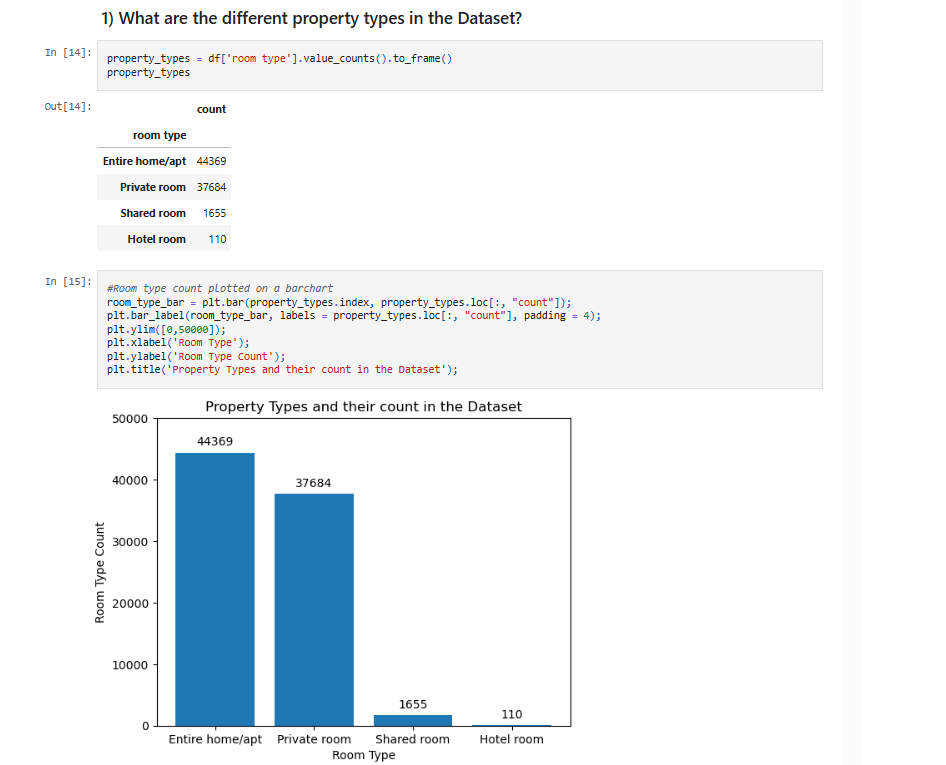 1) What are the different property types in the Dataset?
In [14]:
property_types = df['room type'].value_counts().to_frame()
property_types
Out[14]:
count
room type
Entire home/apt 44369
Private room 37684
Shared room 1655
Hotel room 110
In [15]:
#Room type count plotted on a barchart
room_type_bar = plt.bar(property_types.index, property_types.loc[:, "count"]);
plt.bar_label(room_type_bar, labels = property_types.loc[:, "count"], padding = 4);
plt.ylim([0,50000]);
plt.xlabel('Room Type');
plt.ylabel('Room Type Count');
plt.title('Property Types and their count in the Dataset');
Property Types and their count in the Dataset
50000
44369
40000
37684
30000
Room Type Count
20000
10000
1655
110
0
Entire home/apt Private room Shared room Hotel room
Room Type